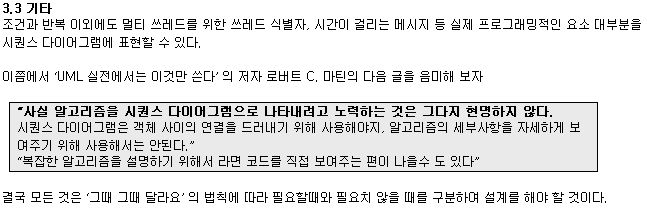 3.3 기타
조건과 반복 이외에도 멀티 쓰레드를 위한 쓰레드 식별자, 시간이 걸리는 메시지 등 실제 프로그래밍적인 요소 대부분을
시퀀스 다이어그램에 표현할 수 있다.
이쯤에서 ‘UML 실전에서는 이것만 쓴다’ 의 저자 로버트 C. 마틴의 다음 글을 음미해 보자
“사실 알고리즘을 시퀀스 다이어그램으로 나타내려고 노력하는 것은 그다지 현명하지 않다.
시퀀스 다이어그램은 객체 사이의 연결을 드러내기 위해 사용해야지, 알고리즘의 세부사항을 자세하게 보
여주기 위해 사용해서는 안된다.”
“복잡한 알고리즘을 설명하기 위해서 라면 코드를 직접 보여주는 편이 나을수 도 있다”
결국 모든 것은 ‘그때 그때 달라요’ 의 법칙에 따라 필요할때와 필요치 않을 때를 구분하여 설계를 해야 할 것이다.